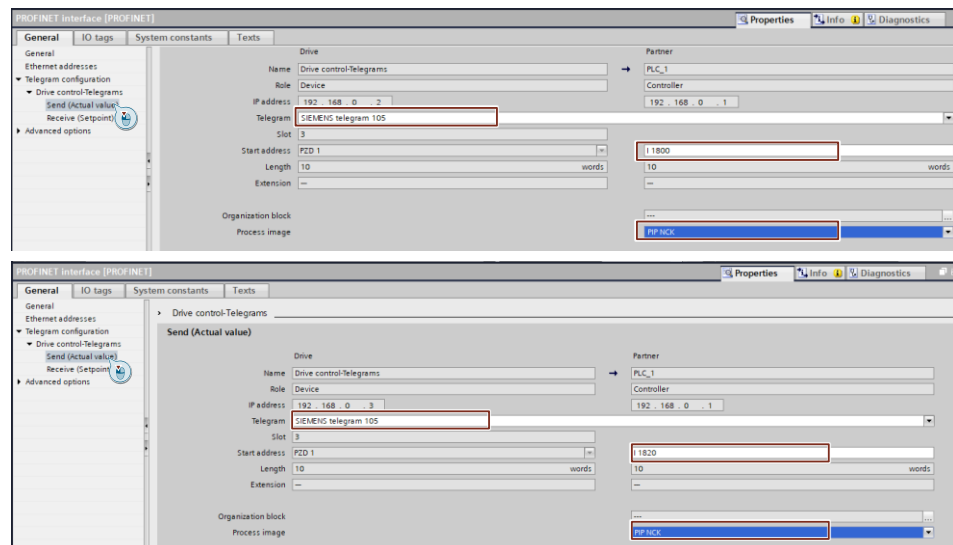 PROFINET interface [PROFINET] Properties Info Diagnostics
General IO tags System constants Texts
General
Ethernet addresses
Telegram configuration
Drive control-Telegrams
Send (Actual value)
Receive (Setpoint)
Advanced options
Drive Partner
Name Drive control-Telegrams PLC_1
Role Device Controller
IP address 192 . 168 . 0 . 2 192 . 168 . 0 . 1
Telegram SIEMENS telegram 105
Slot 3
Start address PZD 1 I 1800
Length 10 words 10 words
Extension --- ---
Organization block ---
Process image PIP NCK
PROFINET interface [PROFINET] Properties Info Diagnostics
General IO tags System constants Texts
General
Ethernet addresses
Telegram configuration
Drive control-Telegrams
Send (Actual value)
Receive (Setpoint)
Advanced options
> Drive control-Telegrams
Send (Actual value)
Drive Partner
Name Drive control-Telegrams PLC_1
Role Device Controller
IP address 192 . 168 . 0 . 3 192 . 168 . 0 . 1
Telegram SIEMENS telegram 105
Slot 3
Start address PZD 1 I 1820
Length 10 words 10 words
Extension --- ---
Organization block ---
Process image PIP NCK